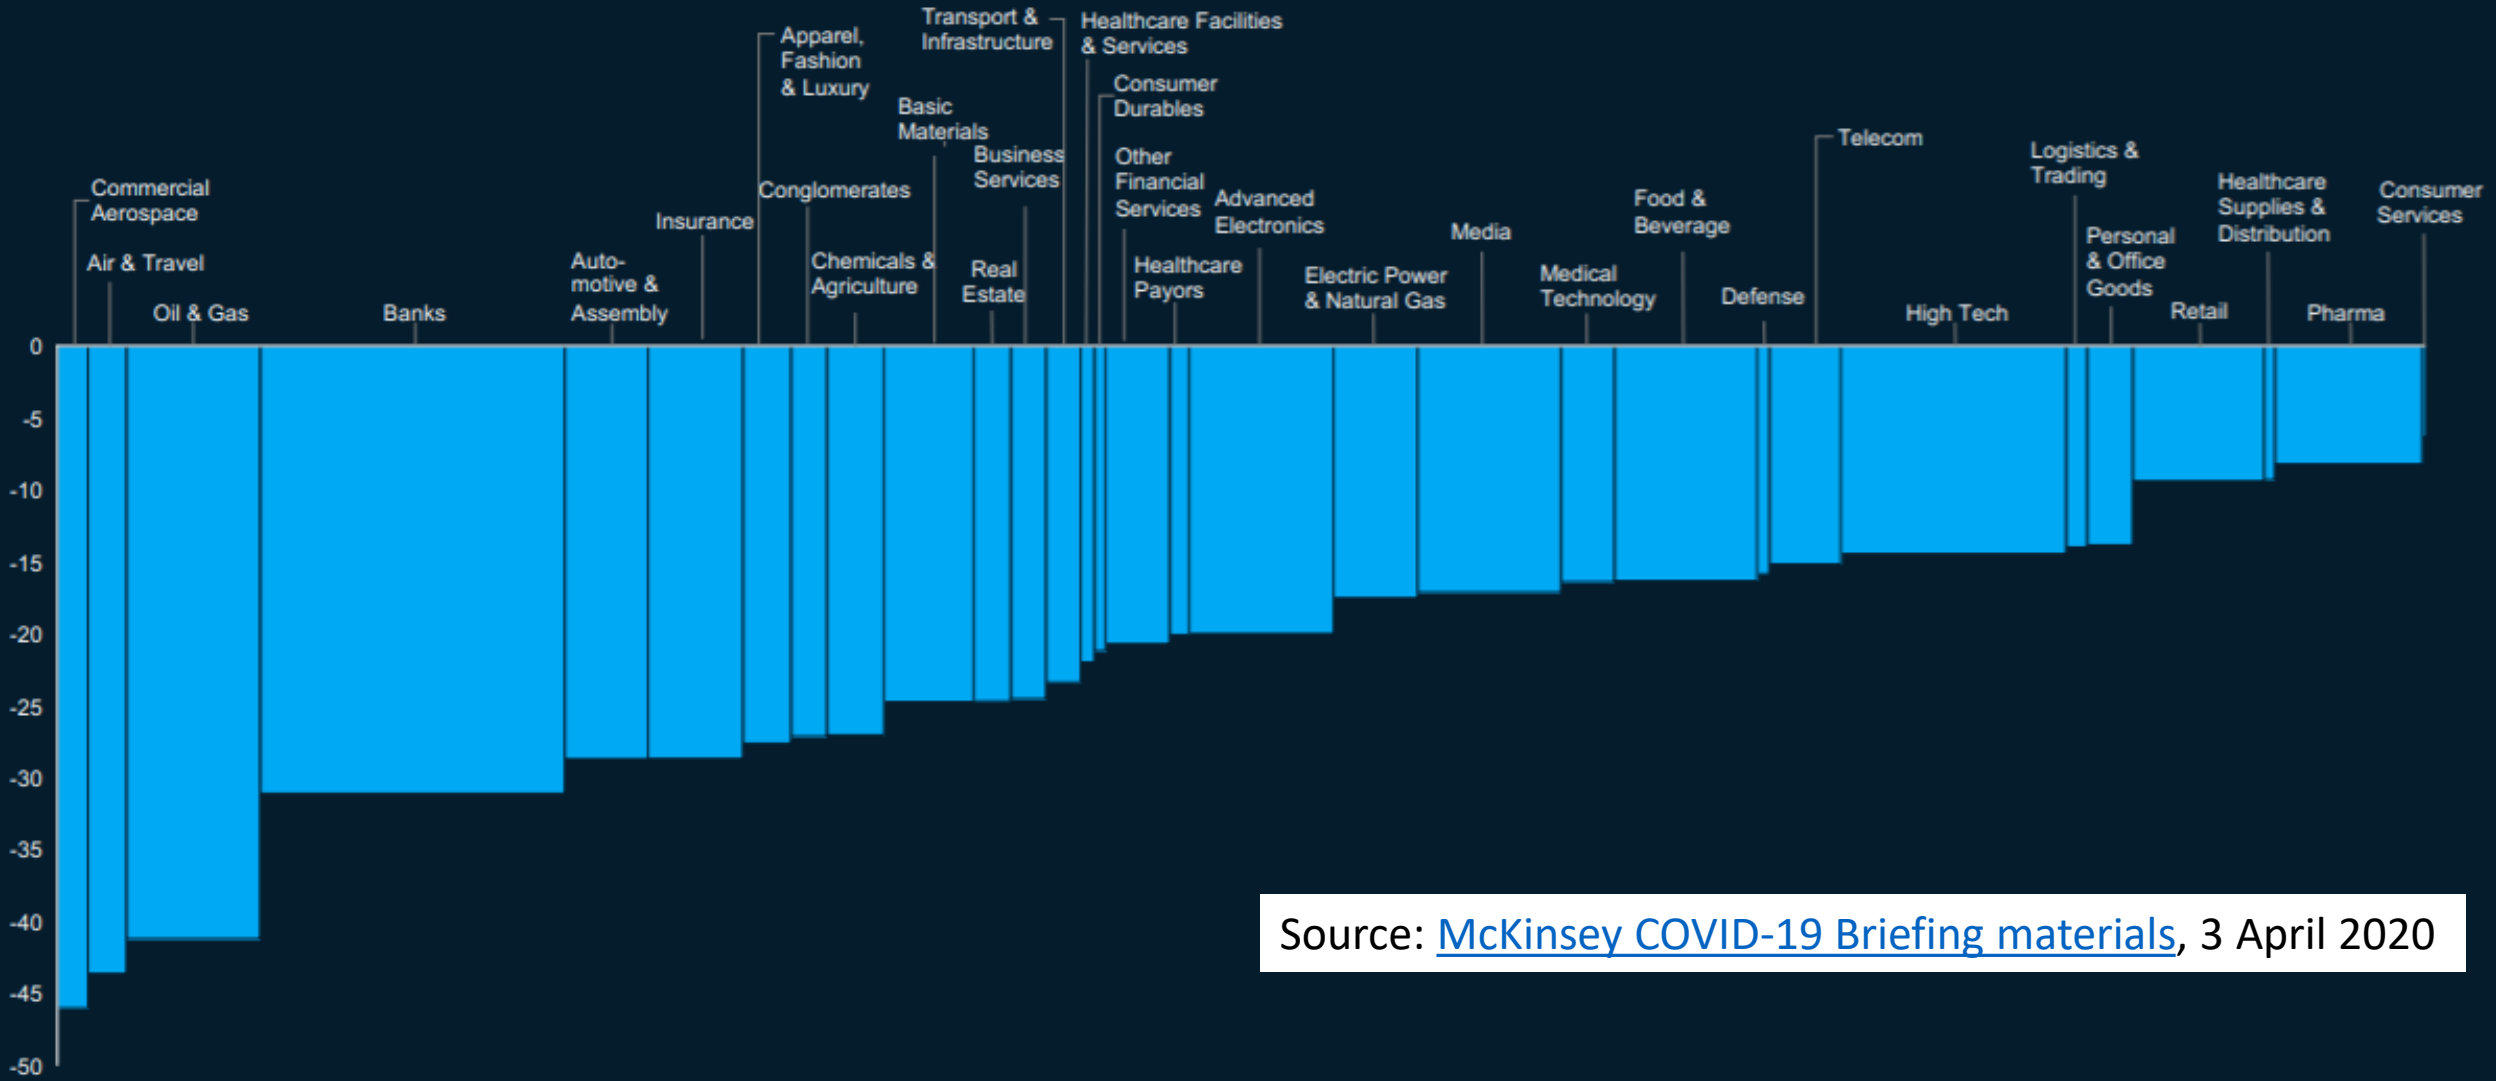 Commercial
Aerospace
Air & Travel
Oil & Gas
Banks
Auto-
motive &
Assembly
Insurance
Apparel,
Fashion
& Luxury
Conglomerates
Chemicals &
Agriculture
Basic
Materials
Real
Estate
Business
Services
Transport &
Infrastructure
Healthcare Facilities
& Services
Consumer
Durables
Other
Financial
Services
Healthcare
Payors
Advanced
Electronics
Electric Power
& Natural Gas
Media
Medical
Technology
Food &
Beverage
Defense
Telecom
High Tech
Logistics &
Trading
Personal
& Office
Goods
Retail
Healthcare
Supplies &
Distribution
Pharma
Consumer
Services
0
-5
-10
-15
-20
-25
-30
-35
-40
-45
-50
Source: McKinsey COVID-19 Briefing materials, 3 April 2020